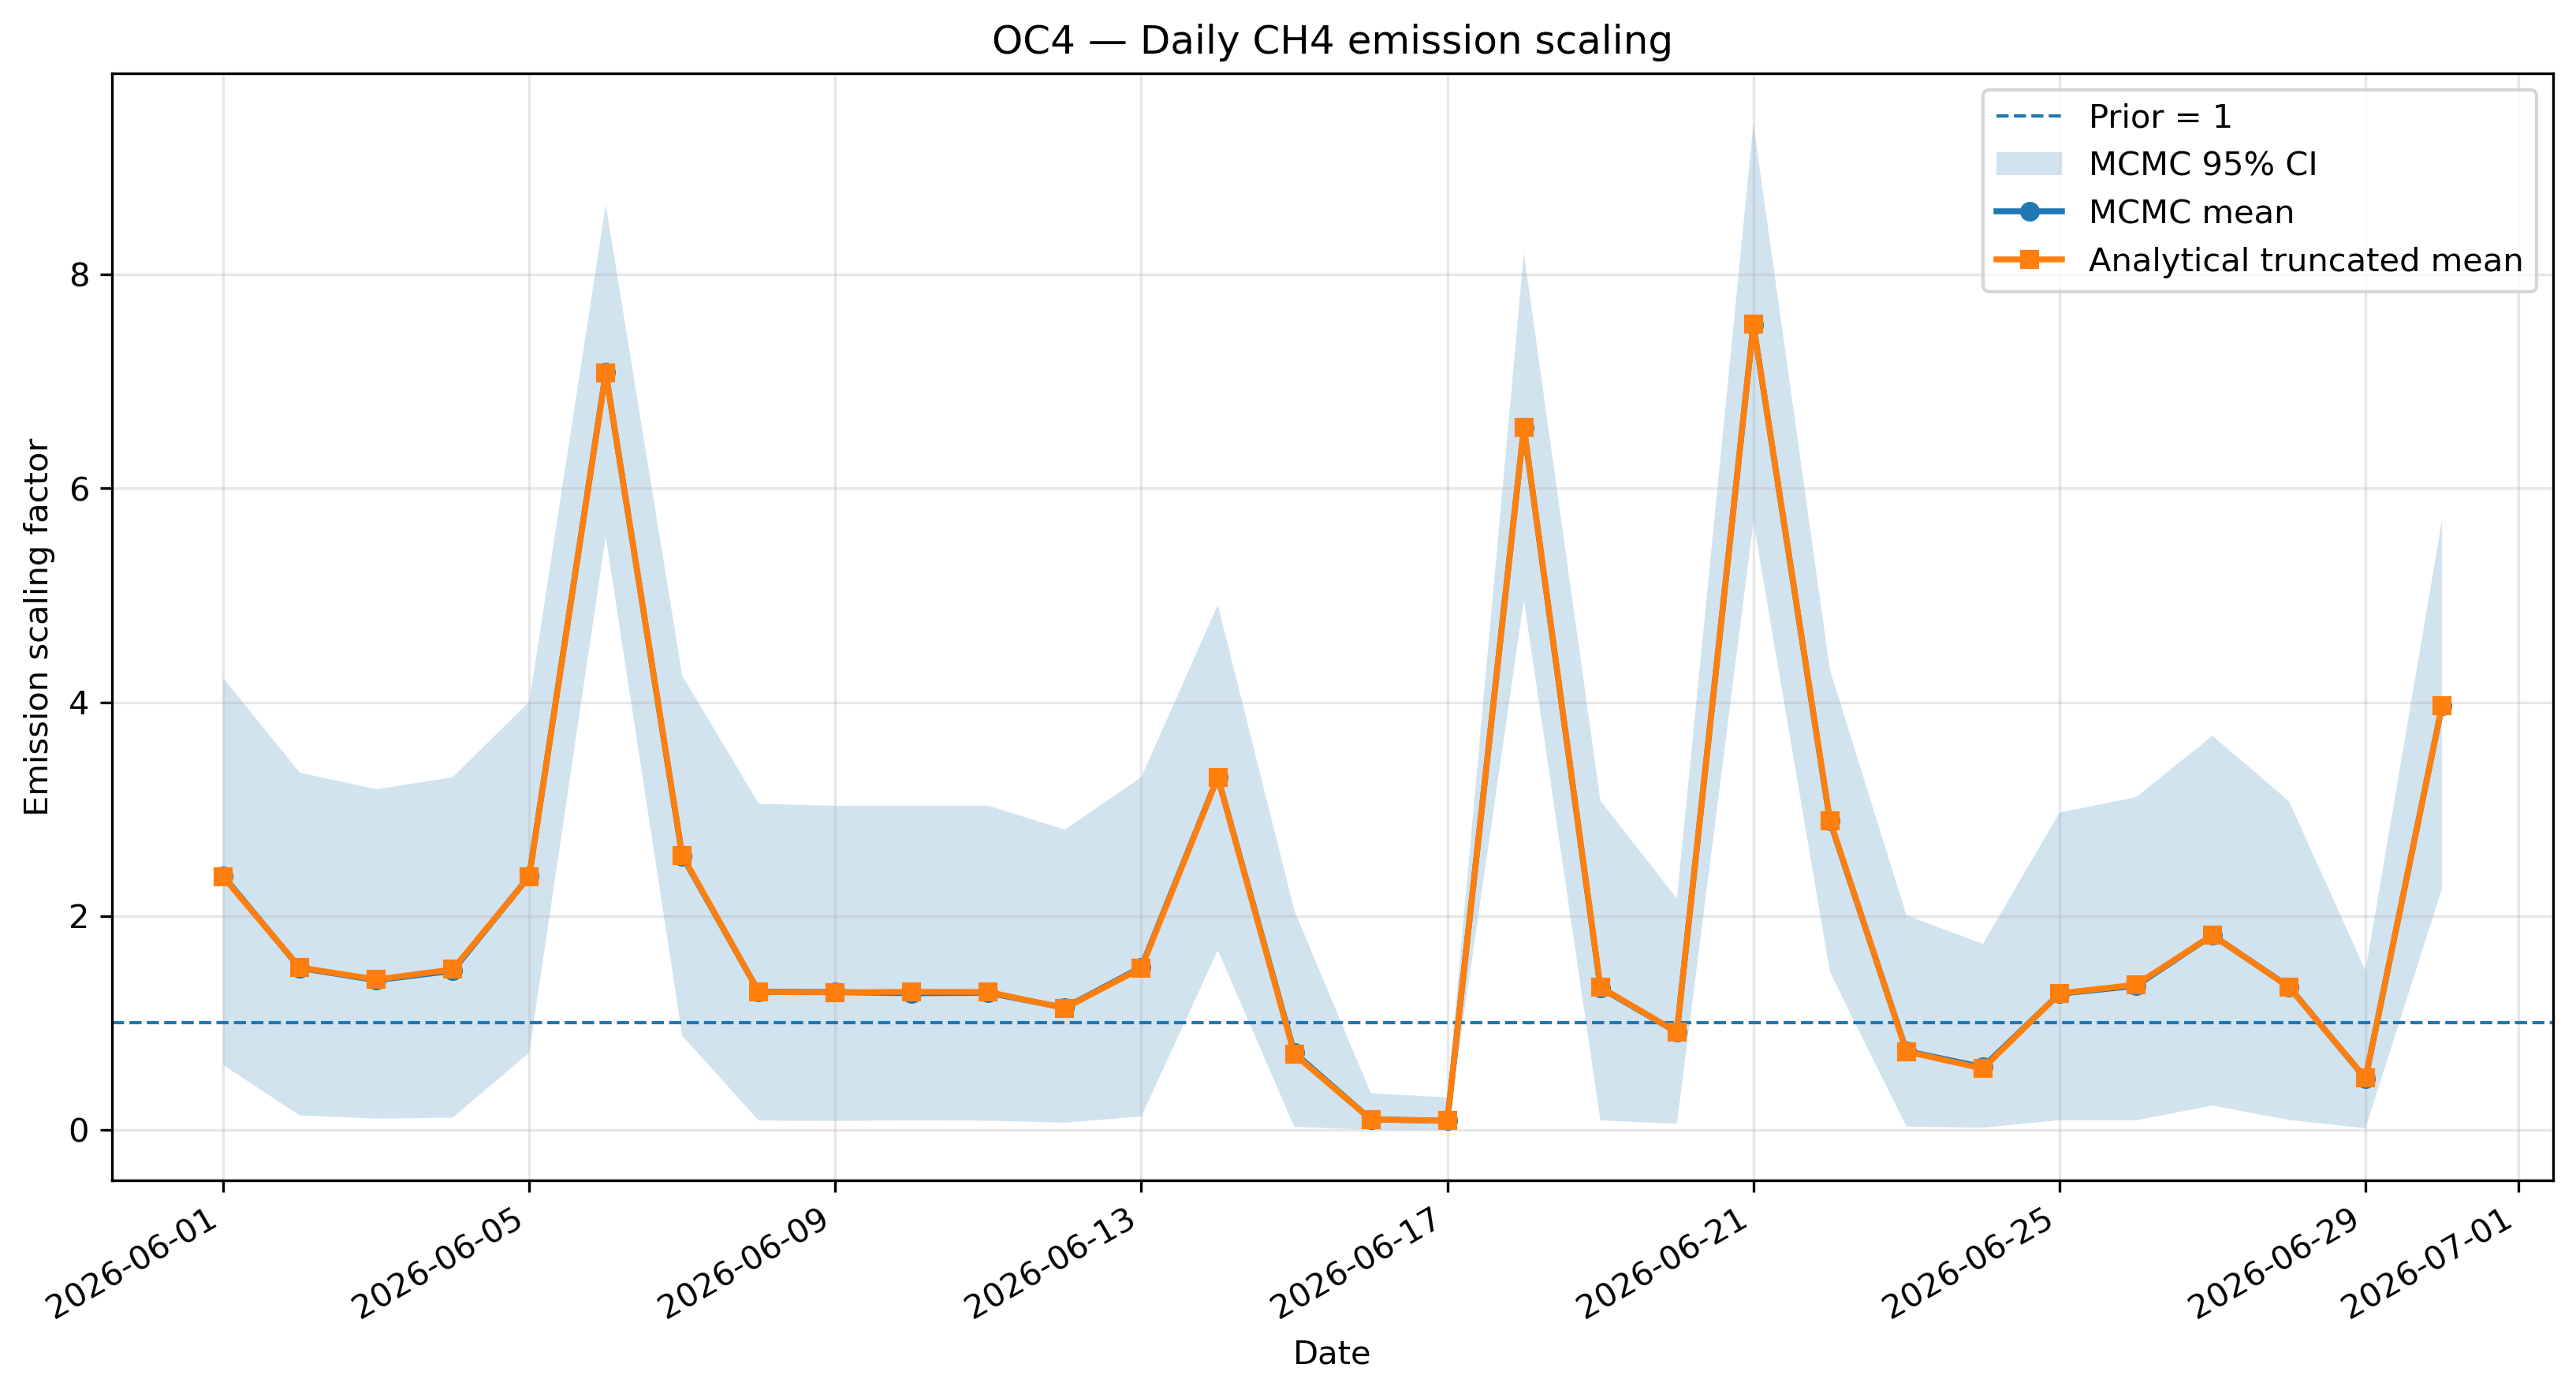 OC4 — Daily CH4 emission scaling
Prior = 1
MCMC 95% CI
MCMC mean
Analytical truncated mean
Emission scaling factor
8
6
4
2
0
2026-06-01
2026-06-05
2026-06-09
2026-06-13
2026-06-17
2026-06-21
2026-06-25
2026-06-29
2026-07-01
Date